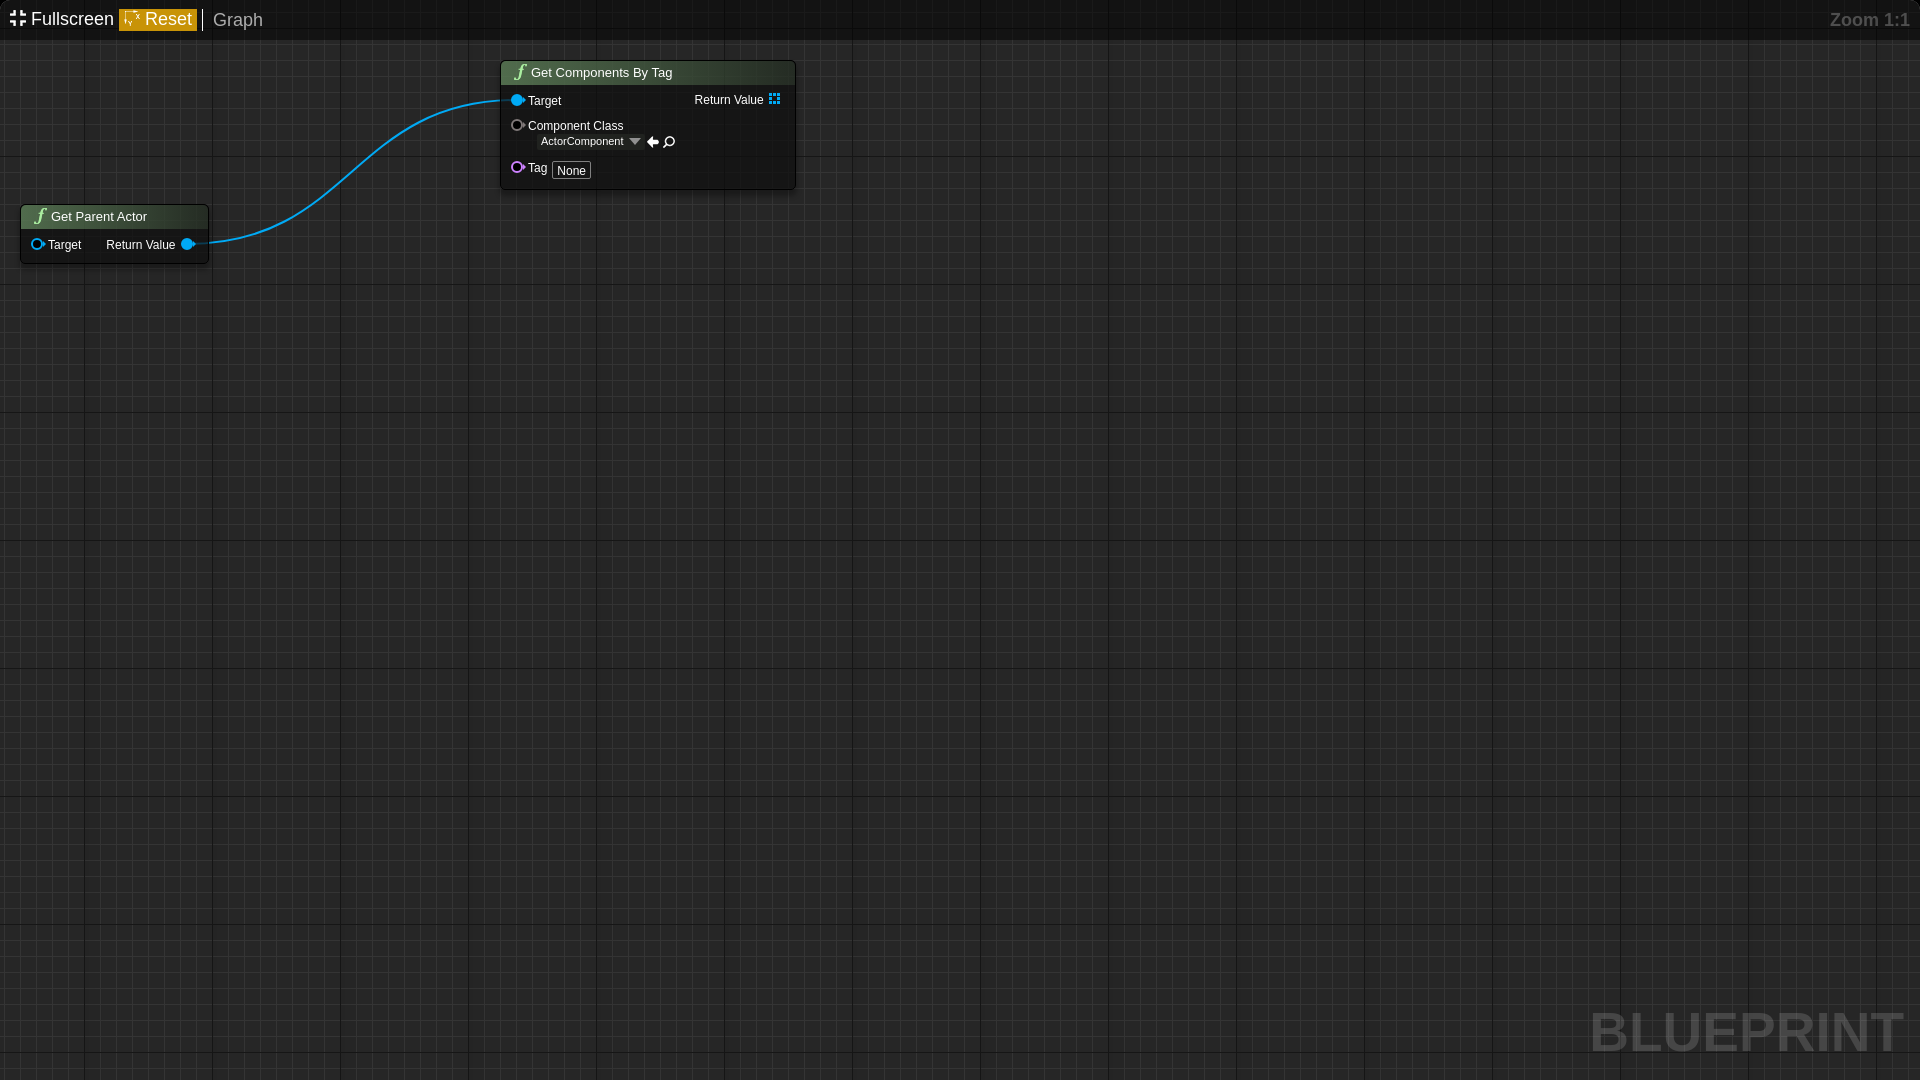 Fullscreen Reset Graph Zoom 1:1
Get Components By Tag
Target Return Value
Component Class
ActorComponent
Tag None
Get Parent Actor
Target Return Value
BLUEPRINT